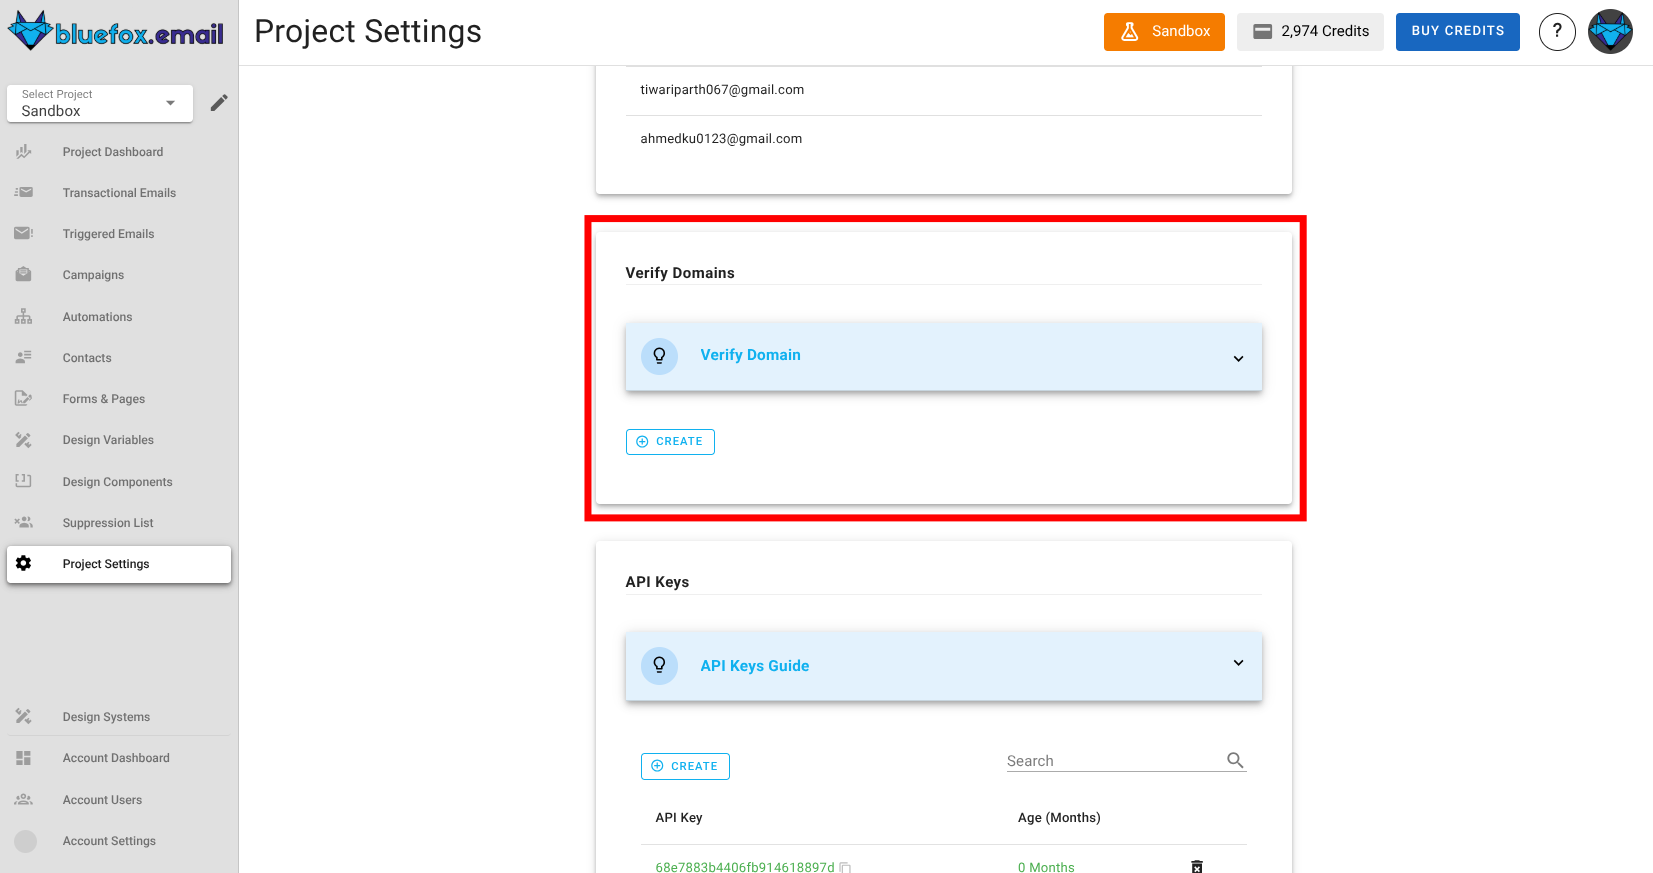 bluefox.email
Project Settings
Sandbox
2,974 Credits
BUY CREDITS
?
Select Project
Sandbox
Project Dashboard
Transactional Emails
Triggered Emails
Campaigns
Automations
Contacts
Forms & Pages
Design Variables
Design Components
Suppression List
Project Settings
Design Systems
Account Dashboard
Account Users
Account Settings
tiwariparth067@gmail.com
ahmedku0123@gmail.com
Verify Domains
Verify Domain
CREATE
API Keys
API Keys Guide
CREATE
Search
API Key
Age (Months)
68e7883b4406fb914618897d
0 Months